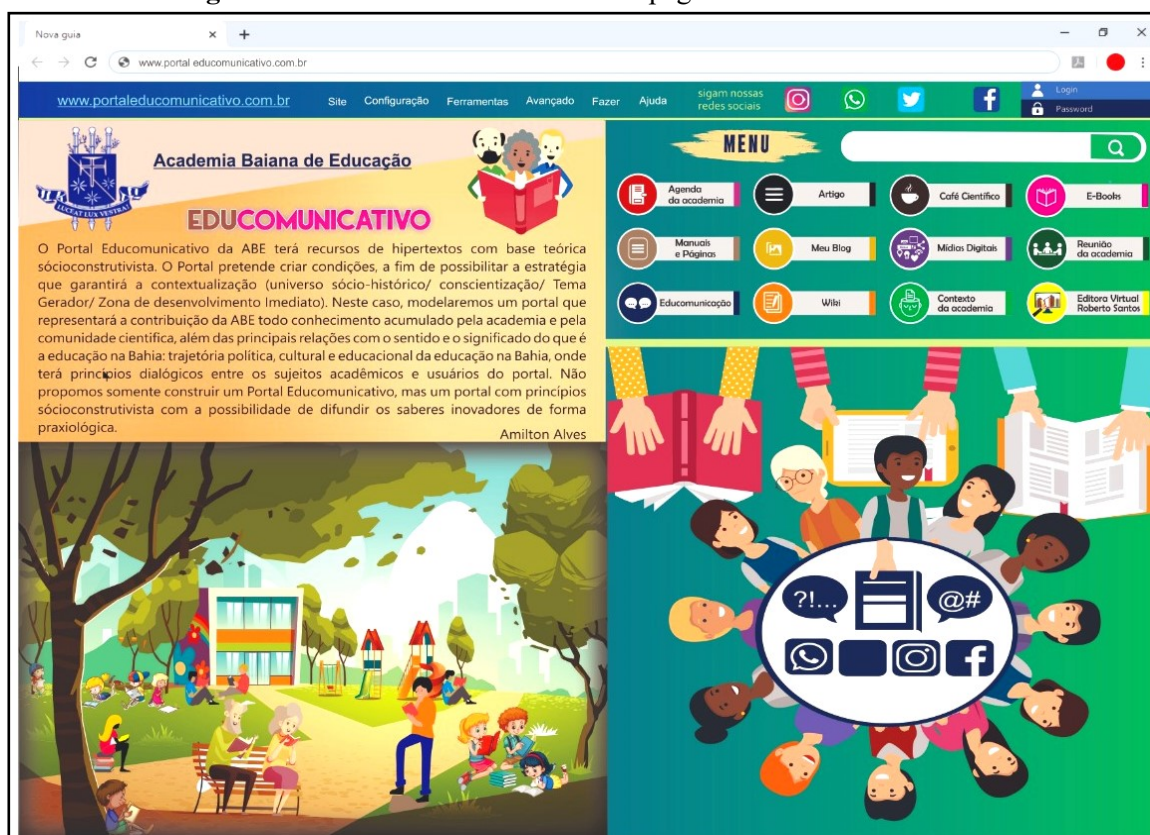 Nova guia
www.portal educomunicativo.com.br
www.portaleducomunicativo.com.br Site Configuração Ferramentas Avançado Fazer Ajuda
sigam nossas
redes sociais
Login
Password
Academia Baiana de Educação
LUCEAT LUX VESTRA
EDUCOMUNICATIVO
O Portal Educomunicativo da ABE terá recursos de hipertextos com base teórica
sócioconstrutivista. O Portal pretende criar condições, a fim de possibilitar a estratégia
que garantirá a contextualização (universo sócio-histórico/ conscientização/ Tema
Gerador/ Zona de desenvolvimento Imediato). Neste caso, modelaremos um portal que
representará a contribuição da ABE todo conhecimento acumulado pela academia e pela
comunidade cientifica, além das principais relações com o sentido e o significado do que é
a educação na Bahia: trajetória política, cultural e educacional da educação na Bahia, onde
terá princípios dialógicos entre os sujeitos acadêmicos e usuários do portal. Não
propomos somente construir um Portal Educomunicativo, mas um portal com princípios
sócioconstrutivista com a possibilidade de difundir os saberes inovadores de forma
praxiológica.
Amilton Alves
MENU
Agenda
da academia
Artigo
Café Científico
E-Books
Manuais
e Páginas
Meu Blog
Mídias Digitais
Reunião
da academia
Educomunicação
Wiki
Contexto
da academia
Editora Virtual
Roberto Santos
?!...
@#